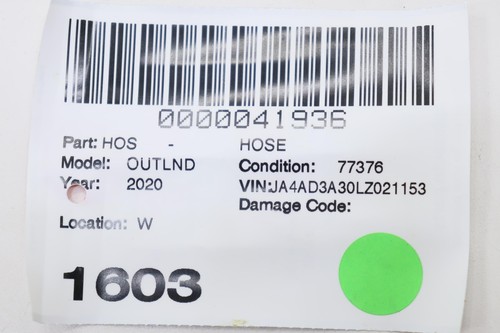 0000041936
Part: HOS - HOSE
Model: OUTLND Condition: 77376
Year: 2020 VIN:JA4AD3A30LZ021153
Damage Code:
Location: W
1603